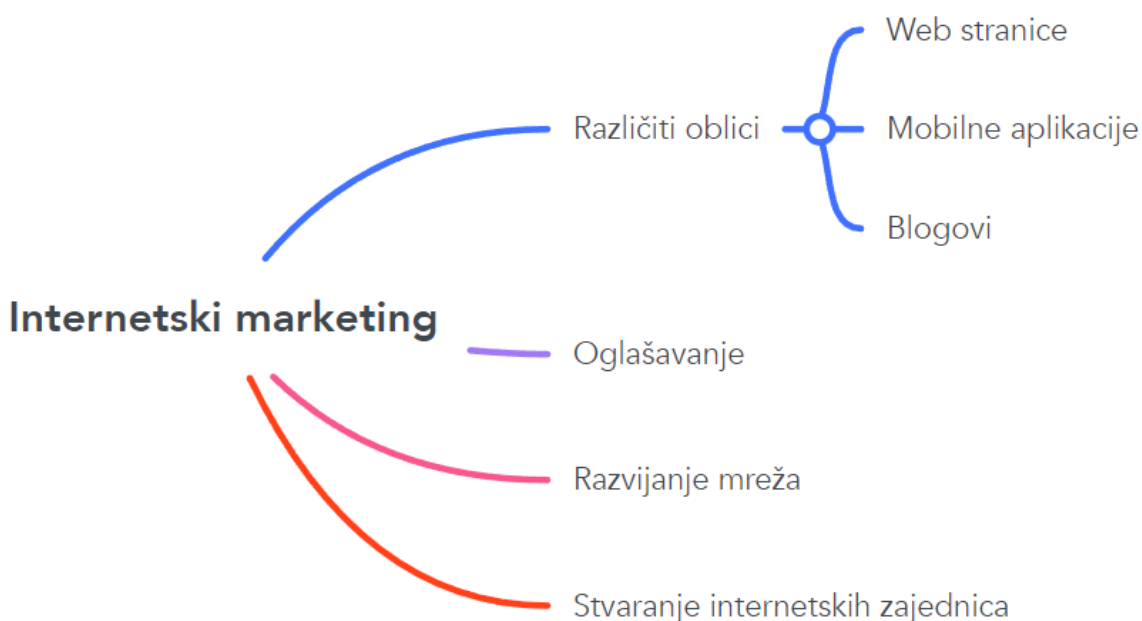 Internetski marketing
Različiti oblici
Web stranice
Mobilne aplikacije
Blogovi
Oglašavanje
Razvijanje mreža
Stvaranje internetskih zajednica